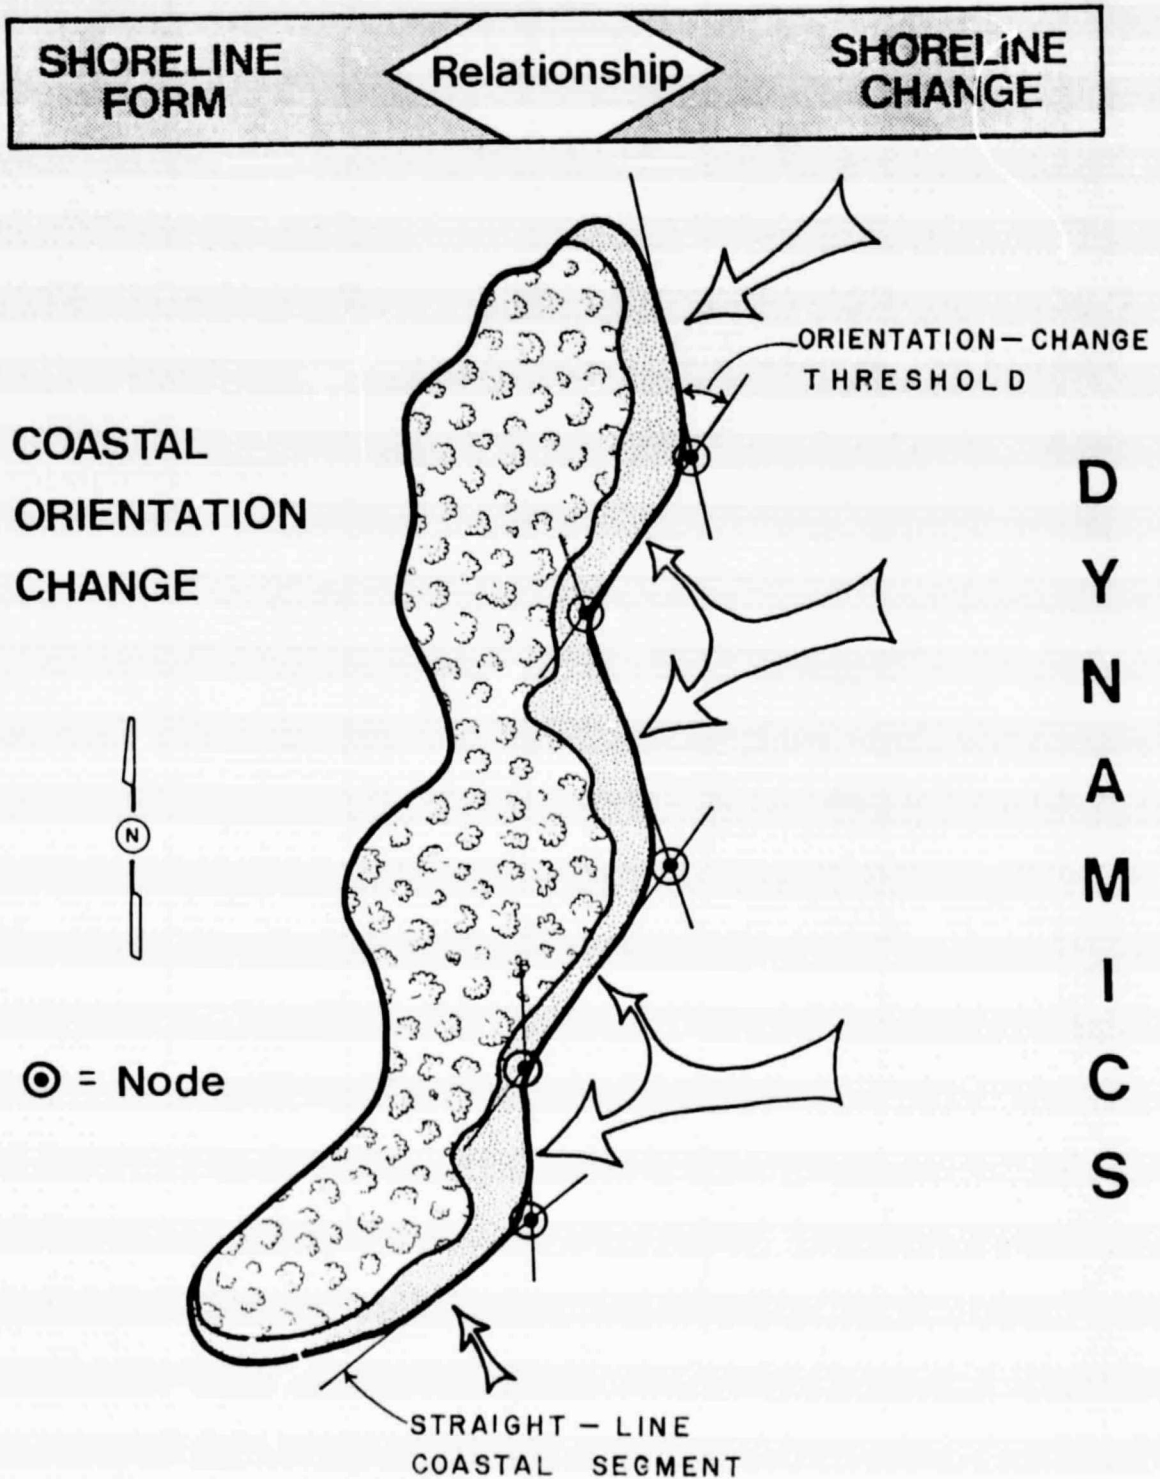 SHORELINE
FORM
Relationship
SHORELINE
CHANGE
ORIENTATION – CHANGE
THRESHOLD
COASTAL
ORIENTATION
CHANGE
D
Y
N
A
M
I
C
S
N
= Node
STRAIGHT – LINE
COASTAL SEGMENT